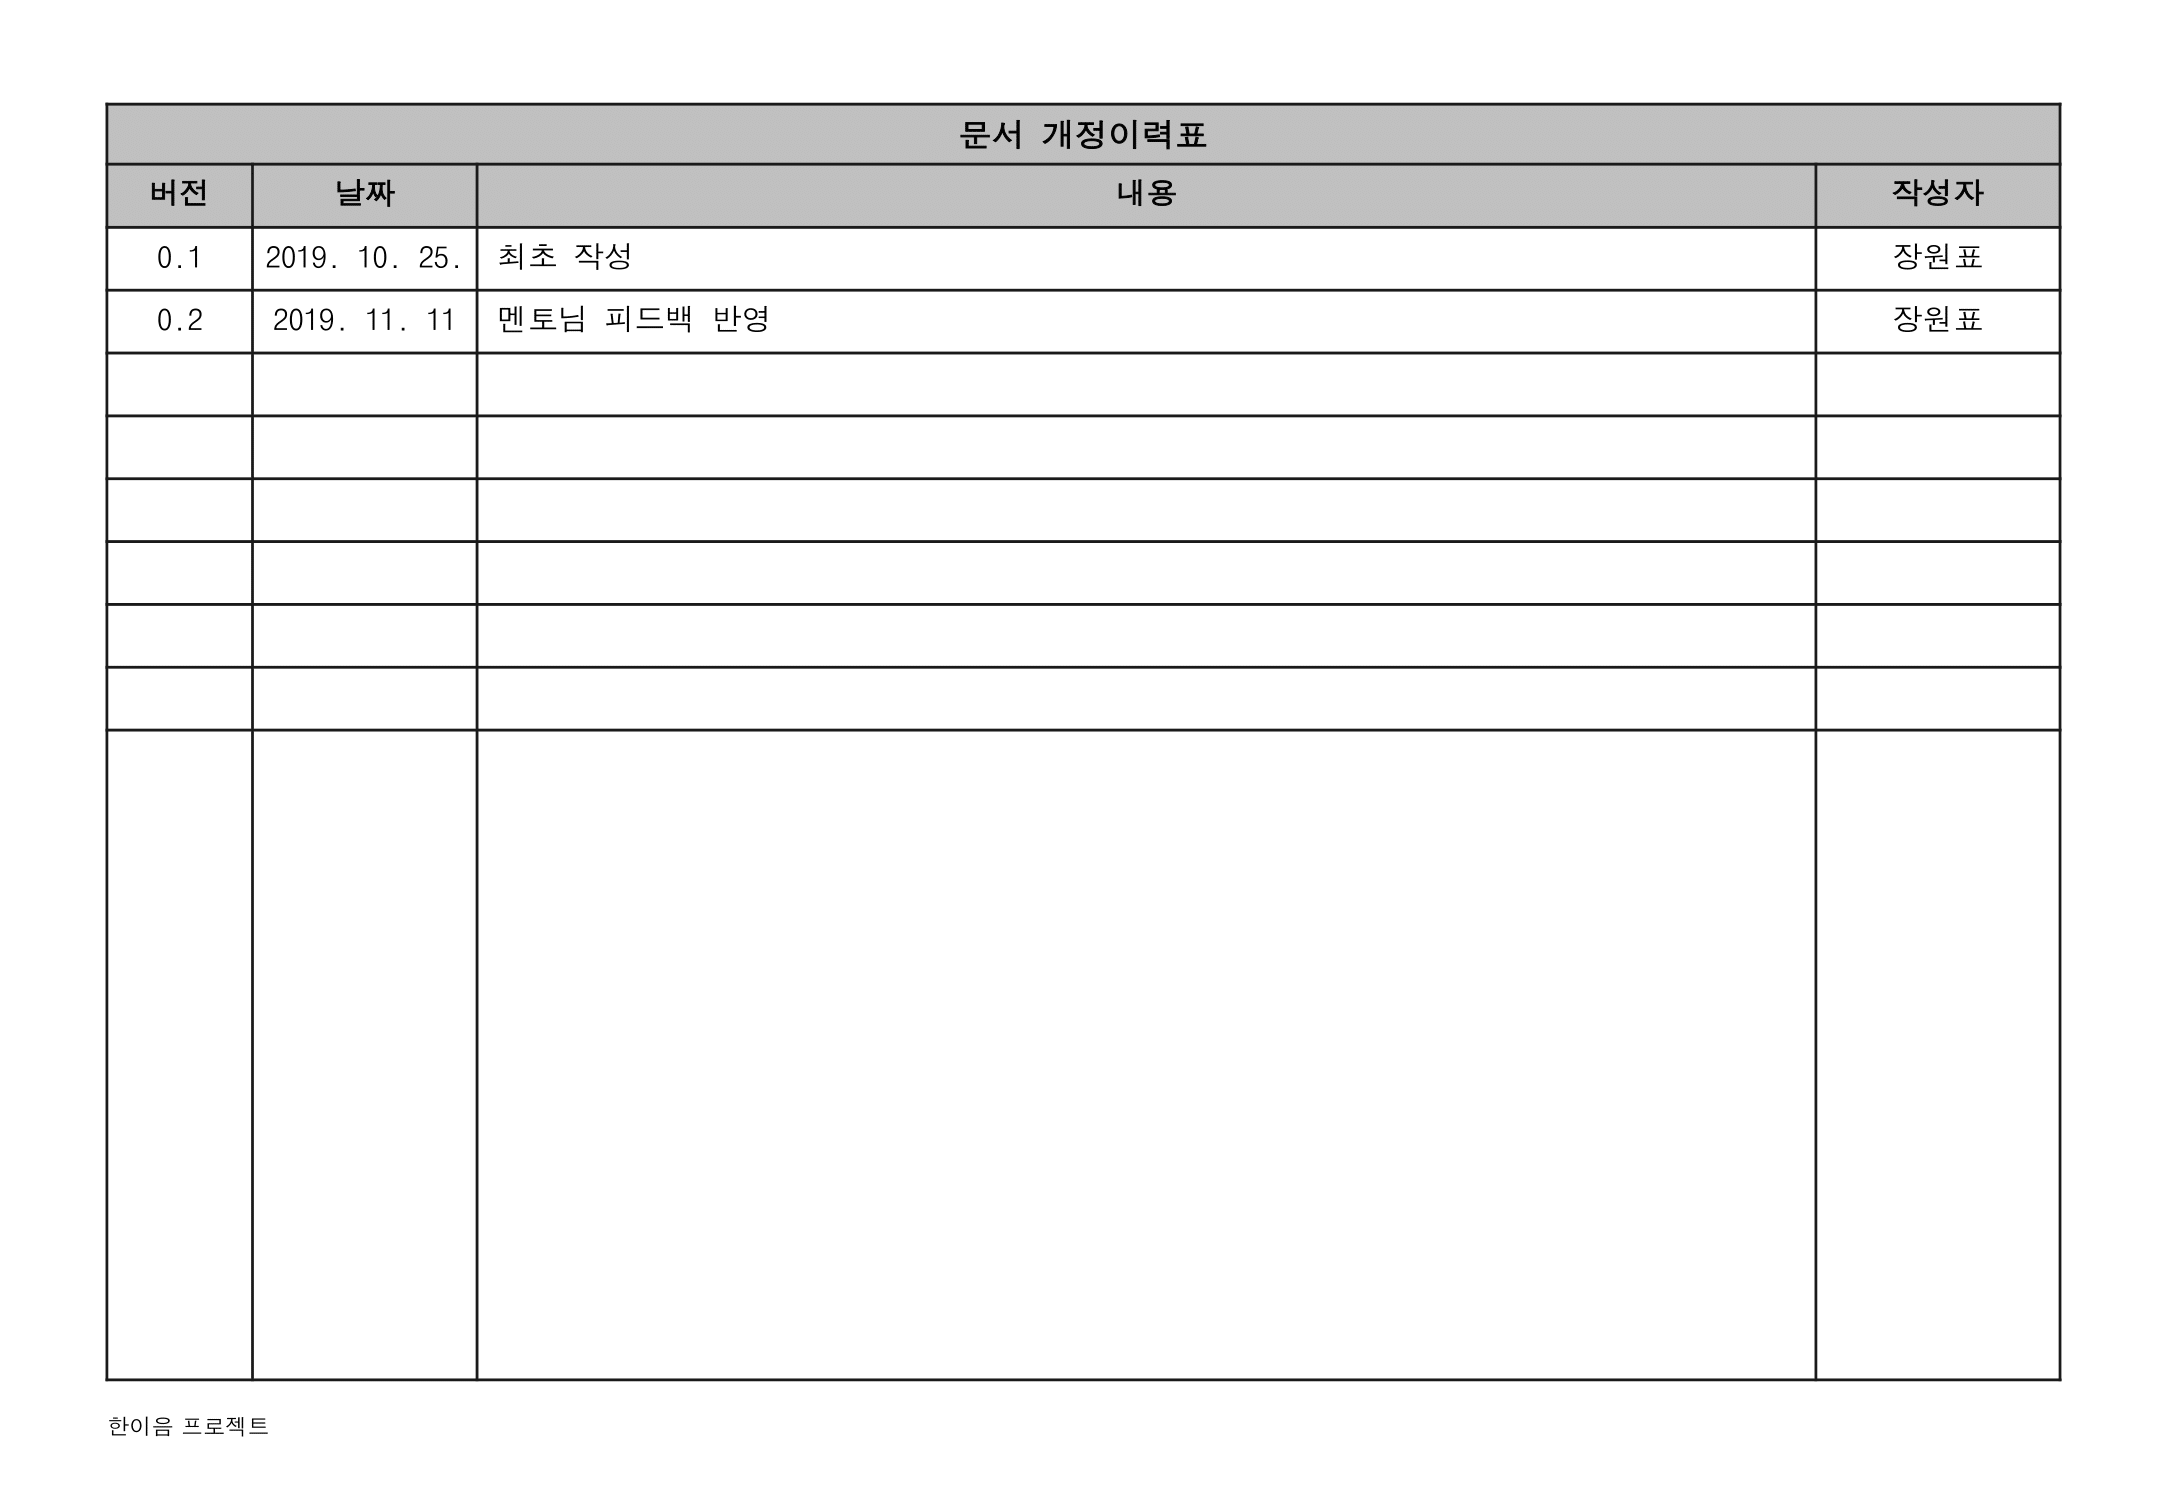 문서 개정이력표
버전 날짜 내용 작성자
0.1 2019. 10. 25. 최초 작성 장원표
0.2 2019. 11. 11 멘토님 피드백 반영 장원표
한이음 프로젝트